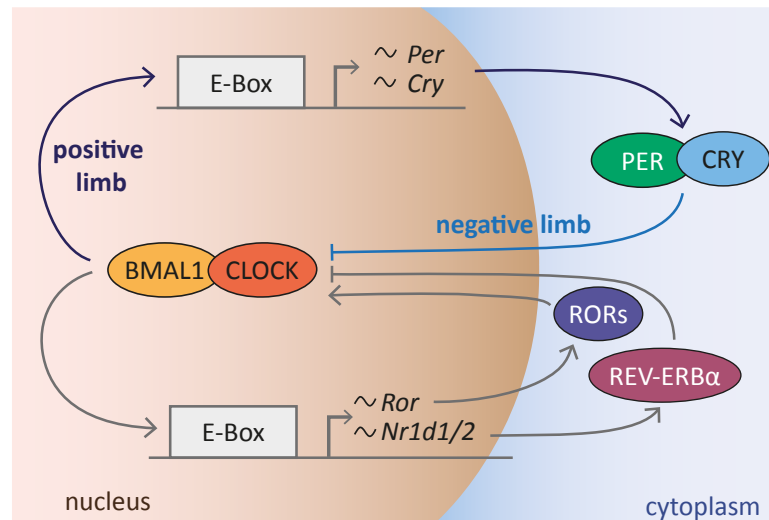 E-Box
~ Per
~ Cry
positive
limb
PER
CRY
negative limb
BMAL1
CLOCK
RORs
REV-ERBα
E-Box
~ Ror
~ Nr1d1/2
nucleus
cytoplasm